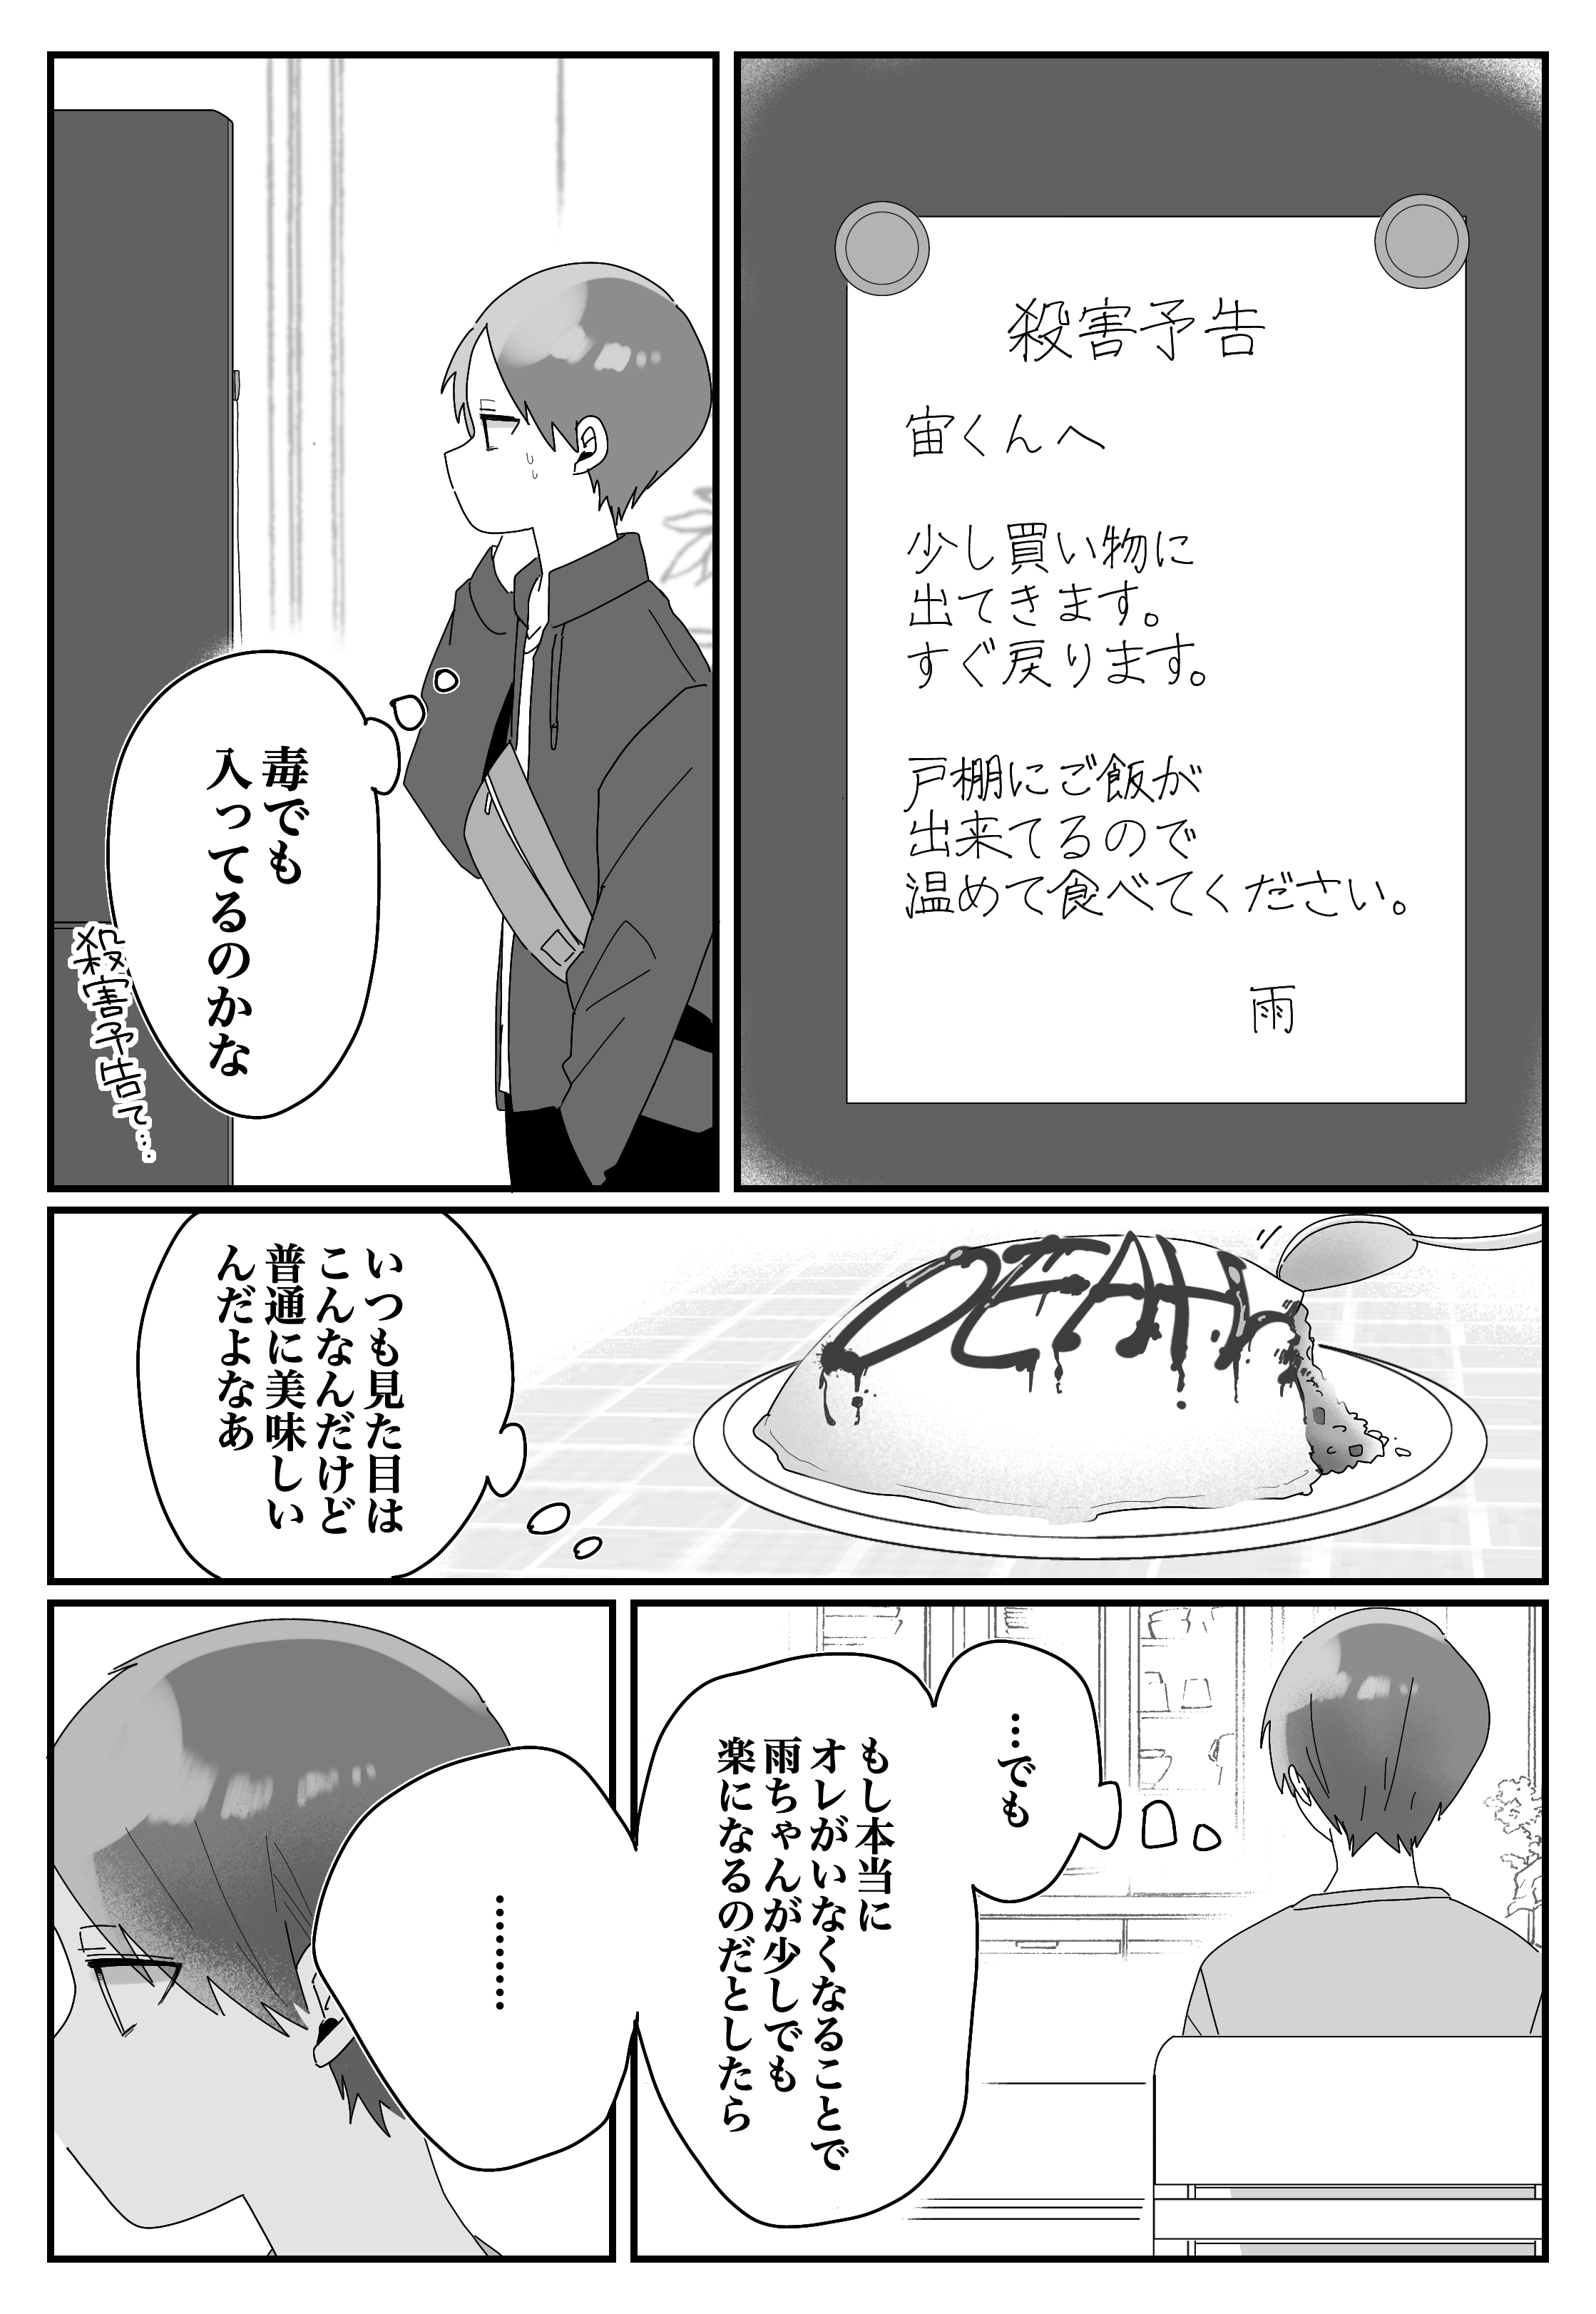 殺害予告
宙くんへ
少し買い物に
出てきます。
すぐ戻ります。
戸棚にご飯が
出来てるので
温めて食べてください。
雨
毒でも
入ってるのかな
殺害予告て…
DEATH
いつも見た目は
こんなんだけど
普通に美味しい
んだよなあ
…でも
もし本当に
オレがいなくなることで
雨ちゃんが少しでも
楽になるのだとしたら
………